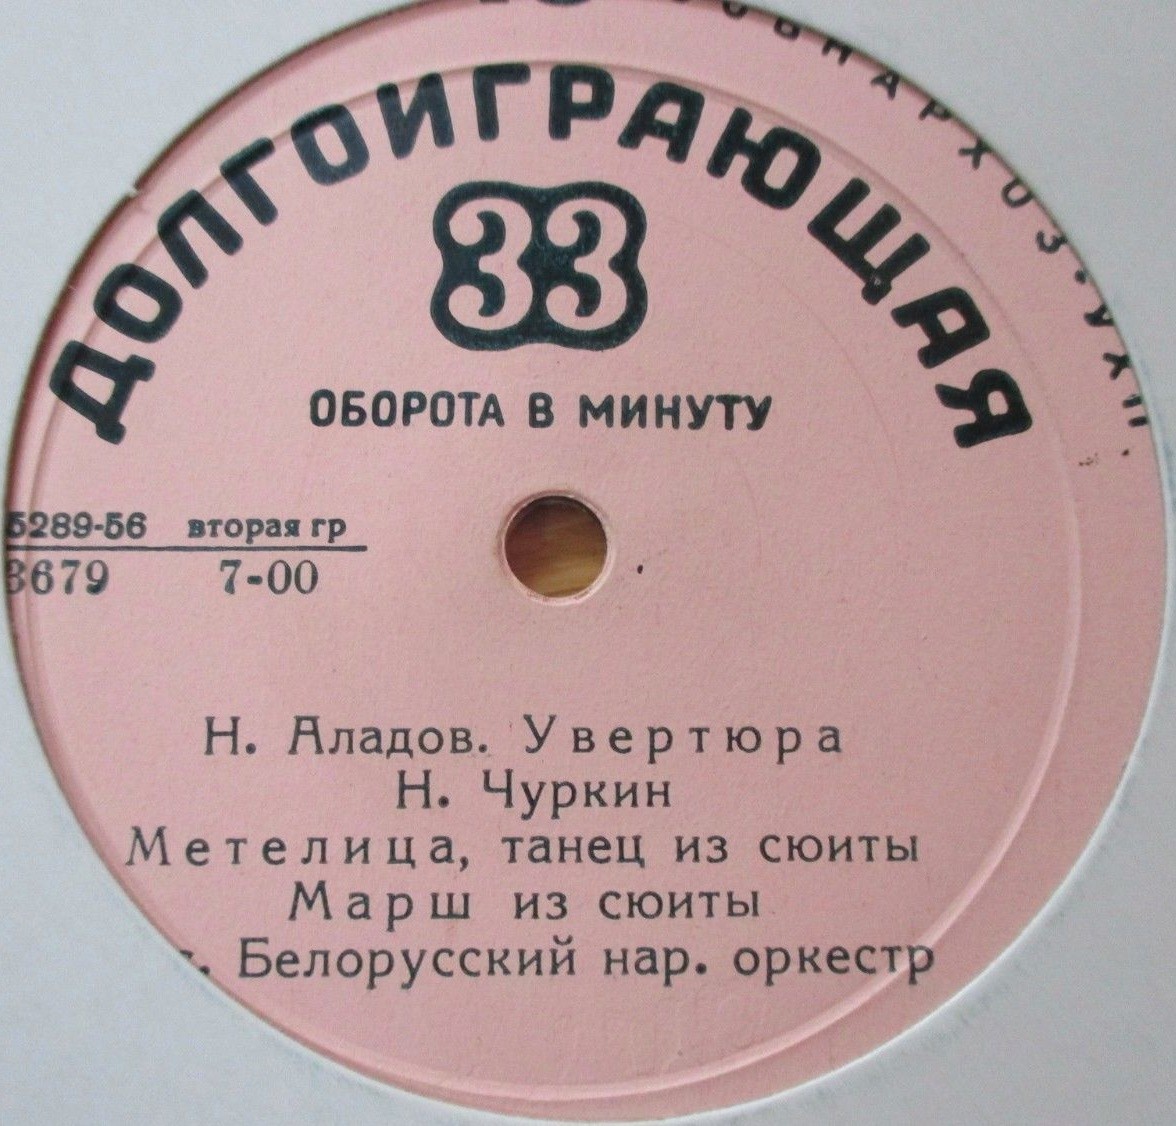 ДОЛГОИГРАЮЩАЯ
33
ОБОРОТА В МИНУТУ
5289-56 вторая гр
3679 7-00
Н. Аладов. Увертюра
Н. Чуркин
Метелица, танец из сюиты
Марш из сюиты
Белорусский нар. оркестр